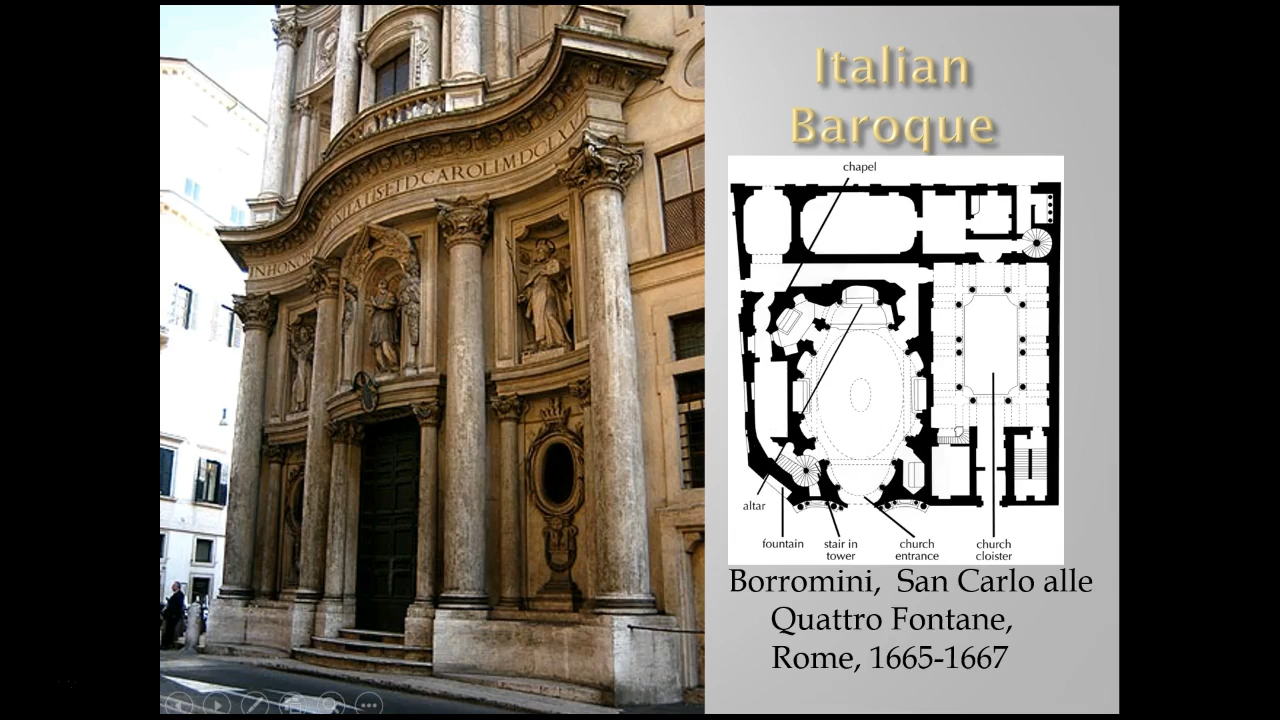 Italian
Baroque
chapel
altar
fountain
stair in
tower
church
entrance
church
cloister
Borromini, San Carlo alle
Quattro Fontane,
Rome, 1665-1667